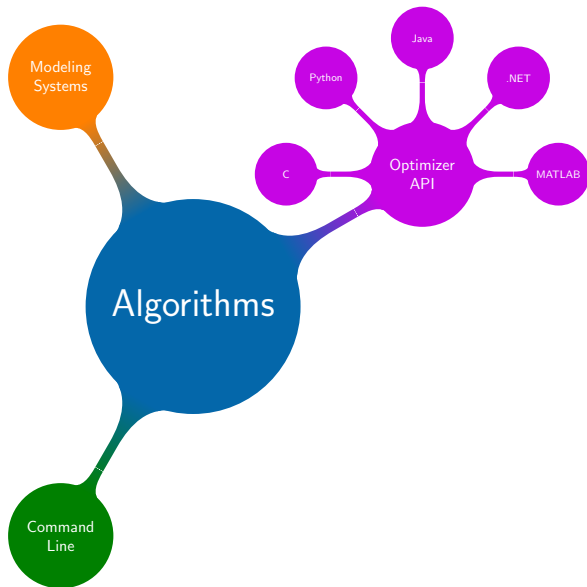 Modeling
Systems
Java
Python
.NET
Optimizer
API
C
MATLAB
Algorithms
Command
Line